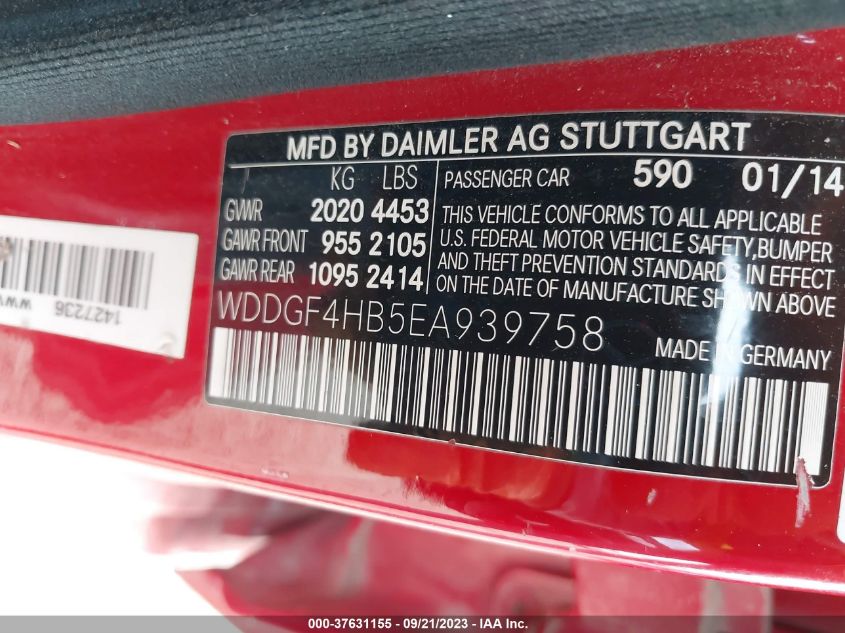 MFD BY DAIMLER AG STUTTGART
KG LBS
GVWR 2020 4453
GAWR FRONT 955 2105
GAWR REAR 1095 2414
PASSENGER CAR 590 01/14
THIS VEHICLE CONFORMS TO ALL APPLICABLE
U.S. FEDERAL MOTOR VEHICLE SAFETY,BUMPER
AND THEFT PREVENTION STANDARDS IN EFFECT
ON THE DATE OF MANUFACTURE SHOWN ABOVE
WDDGF4HB5EA939758
MADE IN GERMANY
1427236
000-37631155 - 09/21/2023 - IAA Inc.